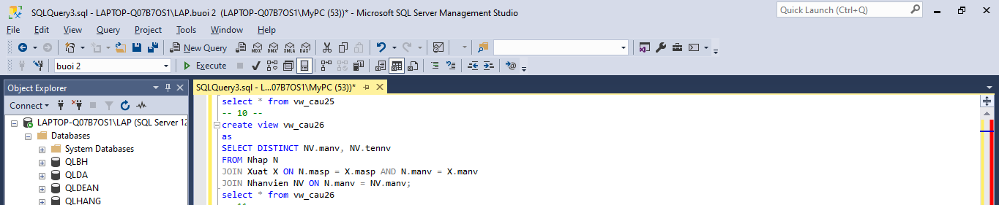 SQLQuery3.sql - LAPTOP-Q07B7OS1\LAP.buoi 2 (LAPTOP-Q07B7OS1\MyPC (53))* - Microsoft SQL Server Management Studio
Quick Launch (Ctrl+Q)
File Edit View Query Project Tools Window Help
New Query MDX DMX XMLA DAX
buoi 2 Execute
Object Explorer
SQLQuery3.sql - L...07B7OS1\MyPC (53))*
Connect
LAPTOP-Q07B7OS1\LAP (SQL Server 12
Databases
System Databases
QLBH
QLDA
QLDEAN
QLHANG
select * from vw_cau25
-- 10 --
create view vw_cau26
as
SELECT DISTINCT NV.manv, NV.tennv
FROM Nhap N
JOIN Xuat X ON N.masp = X.masp AND N.manv = X.manv
JOIN Nhanvien NV ON N.manv = NV.manv;
select * from vw_cau26